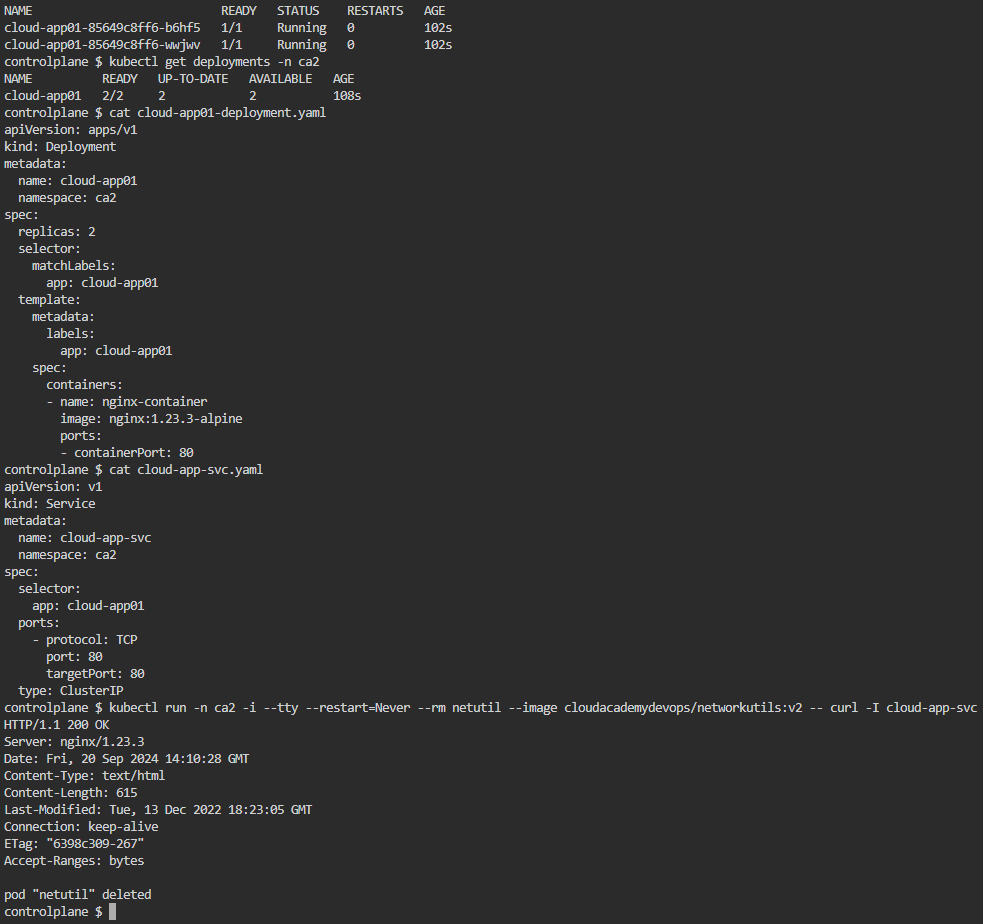 NAME                           READY   STATUS    RESTARTS   AGE
cloud-app01-85649c8ff6-b6hf5   1/1     Running   0          102s
cloud-app01-85649c8ff6-wwjwv   1/1     Running   0          102s
controlplane $ kubectl get deployments -n ca2
NAME          READY   UP-TO-DATE   AVAILABLE   AGE
cloud-app01   2/2     2            2           108s
controlplane $ cat cloud-app01-deployment.yaml
apiVersion: apps/v1
kind: Deployment
metadata:
  name: cloud-app01
  namespace: ca2
spec:
  replicas: 2
  selector:
    matchLabels:
      app: cloud-app01
  template:
    metadata:
      labels:
        app: cloud-app01
    spec:
      containers:
      - name: nginx-container
        image: nginx:1.23.3-alpine
        ports:
        - containerPort: 80
controlplane $ cat cloud-app-svc.yaml
apiVersion: v1
kind: Service
metadata:
  name: cloud-app-svc
  namespace: ca2
spec:
  selector:
    app: cloud-app01
  ports:
    - protocol: TCP
      port: 80
      targetPort: 80
  type: ClusterIP
controlplane $ kubectl run -n ca2 -i --tty --restart=Never --rm netutil --image cloudacademydevops/networkutils:v2 -- curl -I cloud-app-svc
HTTP/1.1 200 OK
Server: nginx/1.23.3
Date: Fri, 20 Sep 2024 14:10:28 GMT
Content-Type: text/html
Content-Length: 615
Last-Modified: Tue, 13 Dec 2022 18:23:05 GMT
Connection: keep-alive
ETag: "6398c309-267"
Accept-Ranges: bytes

pod "netutil" deleted
controlplane $